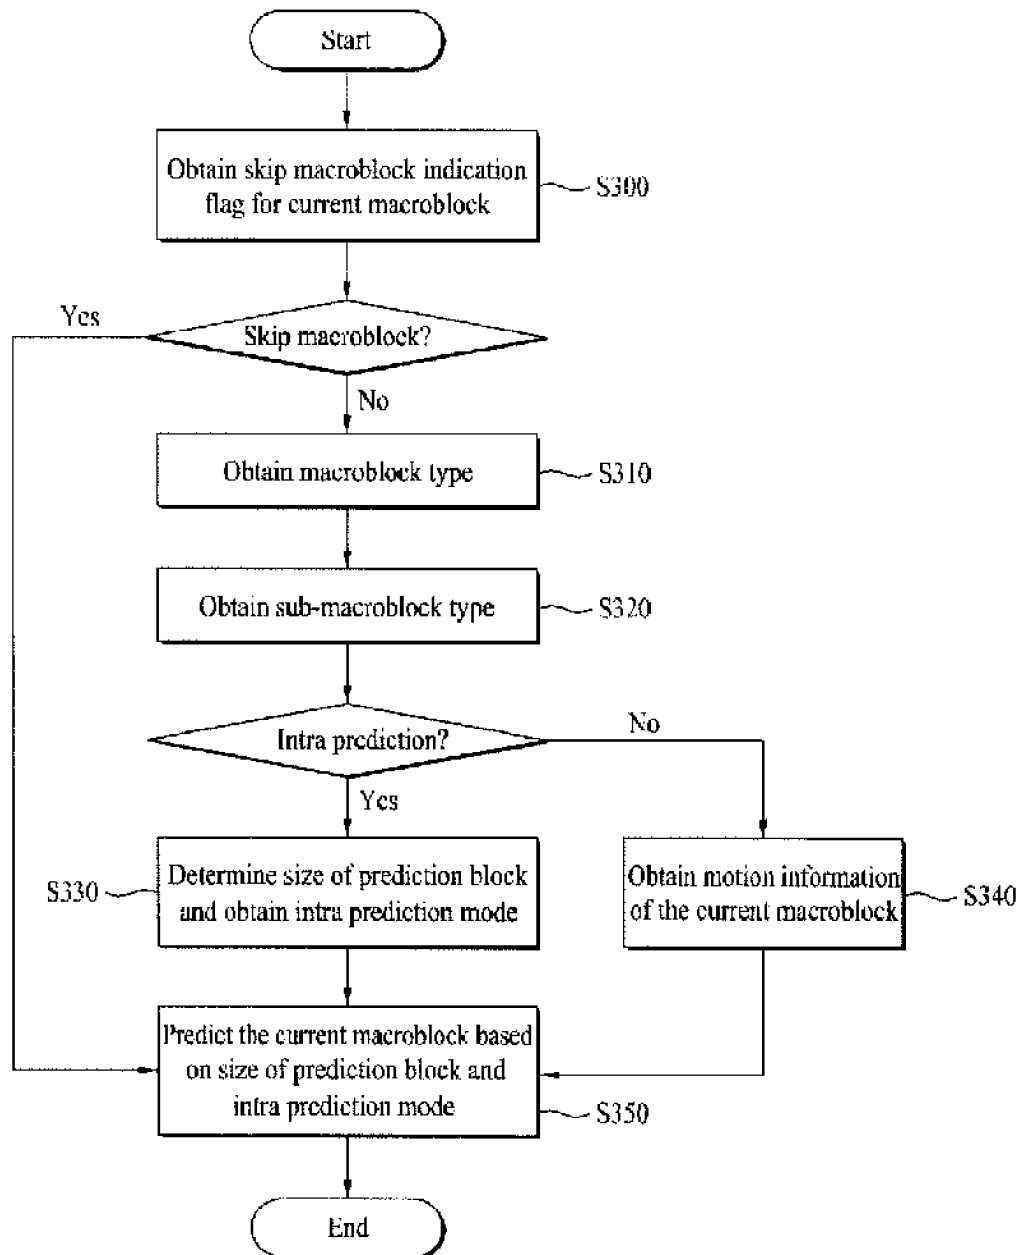 Start
Obtain skip macroblock indication
flag for current macroblock
S300
Yes
Skip macroblock?
No
Obtain macroblock type
S310
Obtain sub-macroblock type
S320
Intra prediction?
No
Yes
S330
Determine size of prediction block
and obtain intra prediction mode
Obtain motion information
of the current macroblock
S340
Predict the current macroblock based
on size of prediction block and
intra prediction mode
S350
End